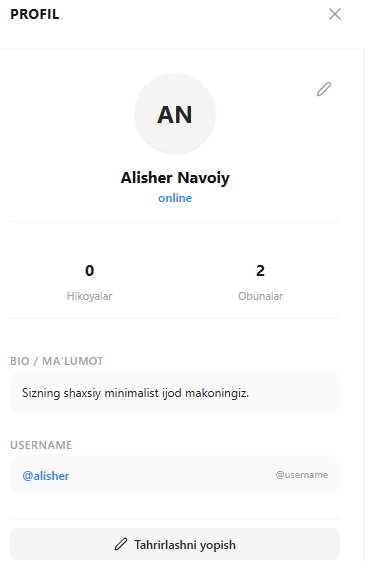 PROFIL
AN
Alisher Navoiy
online
0 2
Hikoyalar Obunalar
BIO / MA'LUMOT
Sizning shaxsiy minimalist ijod makoningiz.
USERNAME
@alisher @username
Tahrirlashni yopish